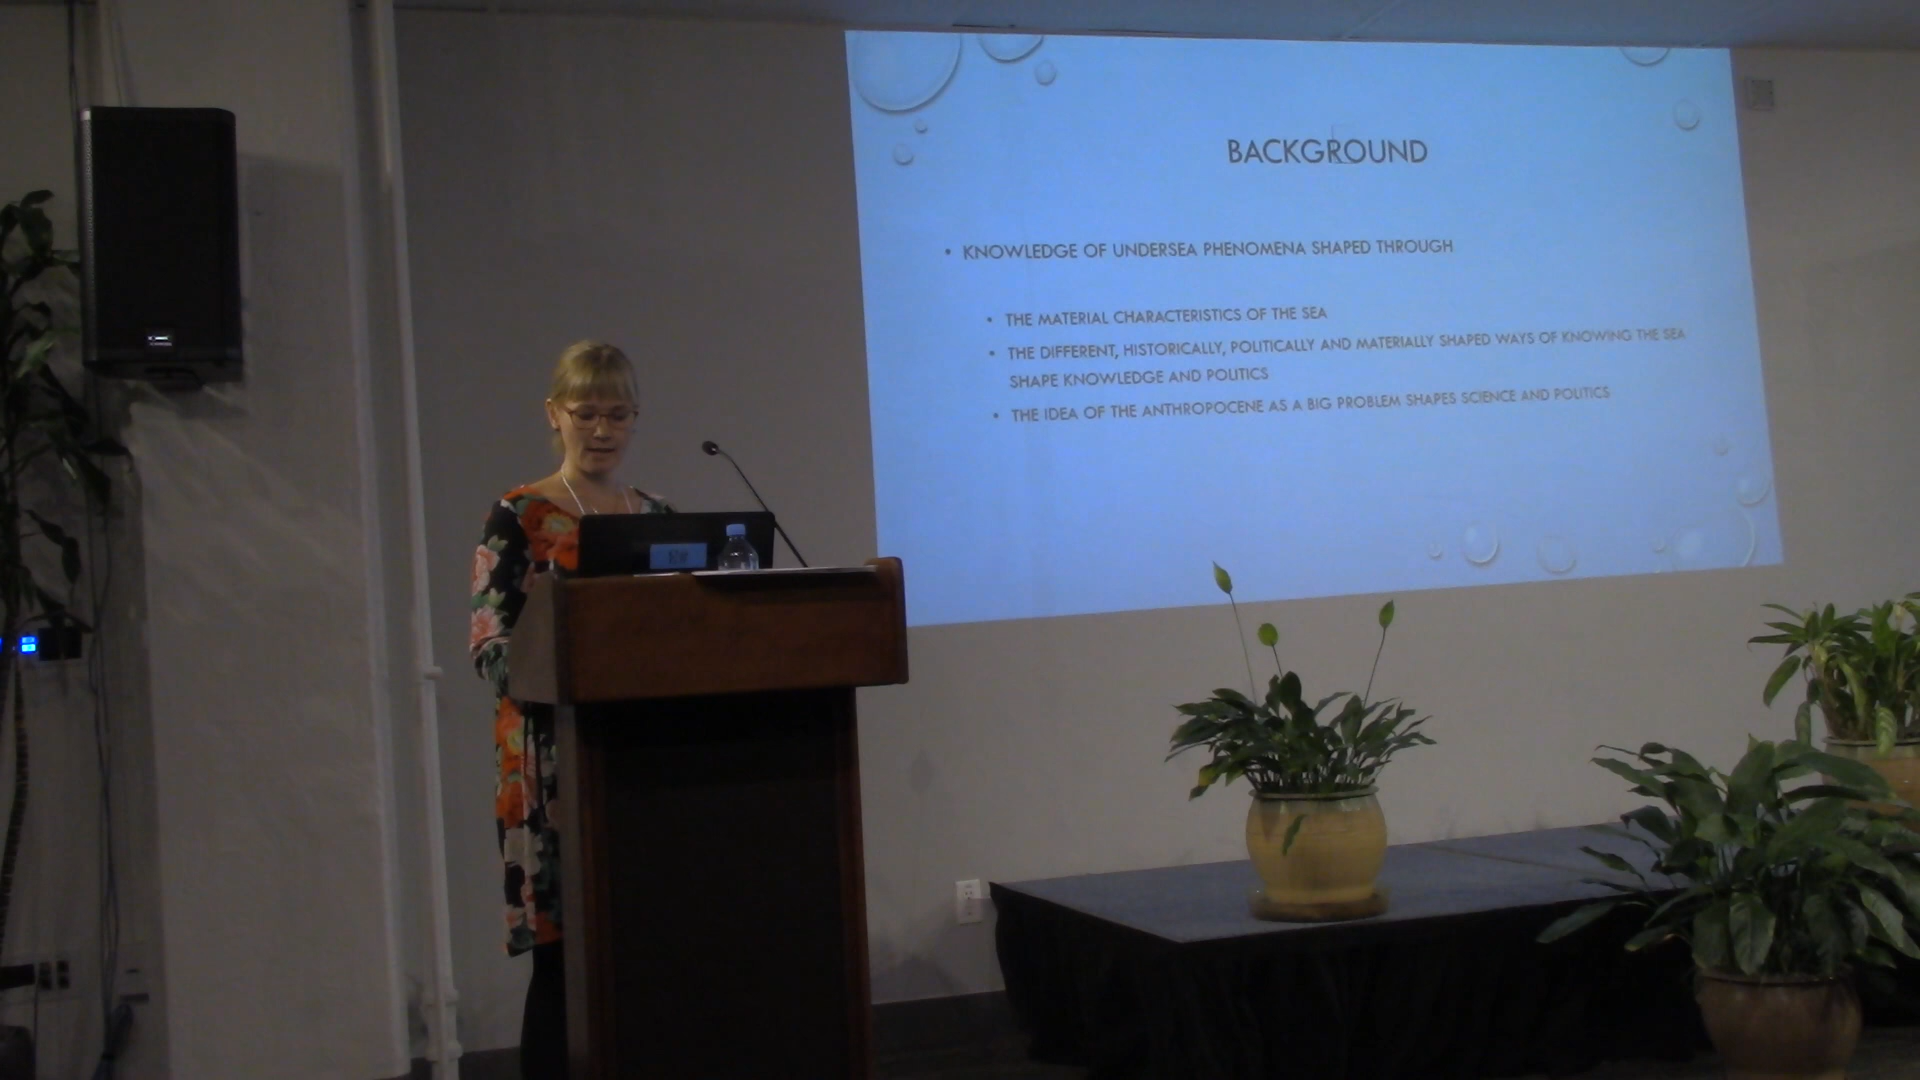 BACKGROUND
• KNOWLEDGE OF UNDERSEA PHENOMENA SHAPED THROUGH
• THE MATERIAL CHARACTERISTICS OF THE SEA
• THE DIFFERENT, HISTORICALLY, POLITICALLY AND MATERIALLY SHAPED WAYS OF KNOWING THE SEA
SHAPE KNOWLEDGE AND POLITICS
• THE IDEA OF THE ANTHROPOCENE AS A BIG PROBLEM SHAPES SCIENCE AND POLITICS